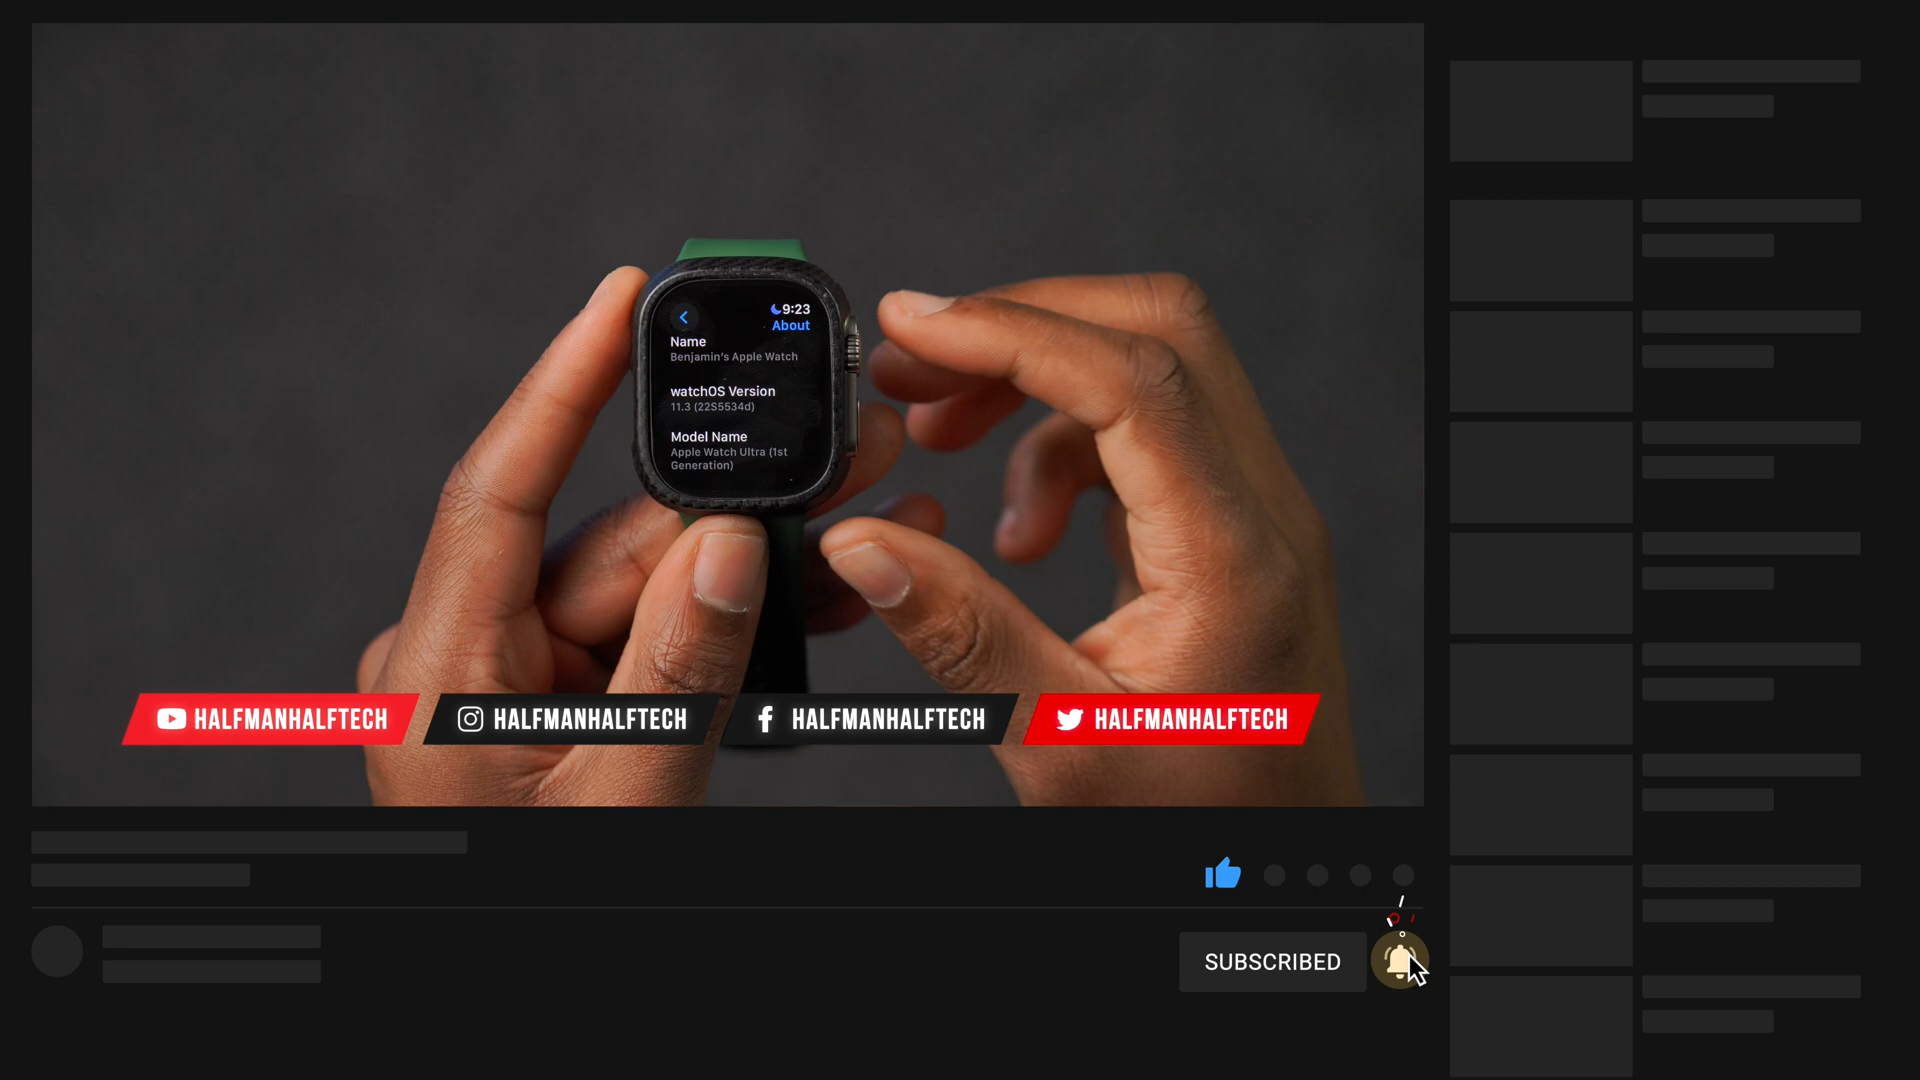 9:23
About
Name
Benjamin's Apple Watch
watchOS Version
11.3 (22S5534d)
Model Name
Apple Watch Ultra (1st
Generation)
HALFMANHALFTECH
HALFMANHALFTECH
HALFMANHALFTECH
HALFMANHALFTECH
SUBSCRIBED